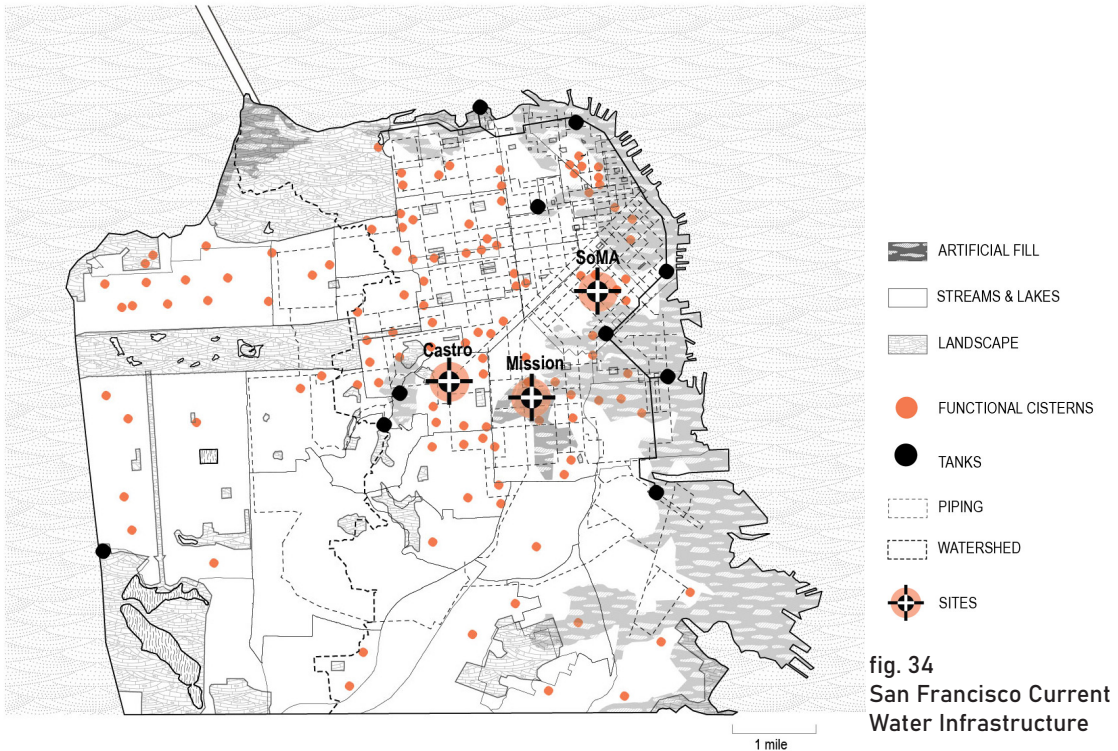 SoMA
Castro
Mission
ARTIFICIAL FILL
STREAMS & LAKES
LANDSCAPE
FUNCTIONAL CISTERNS
TANKS
PIPING
WATERSHED
SITES
fig. 34
San Francisco Current
Water Infrastructure
1 mile